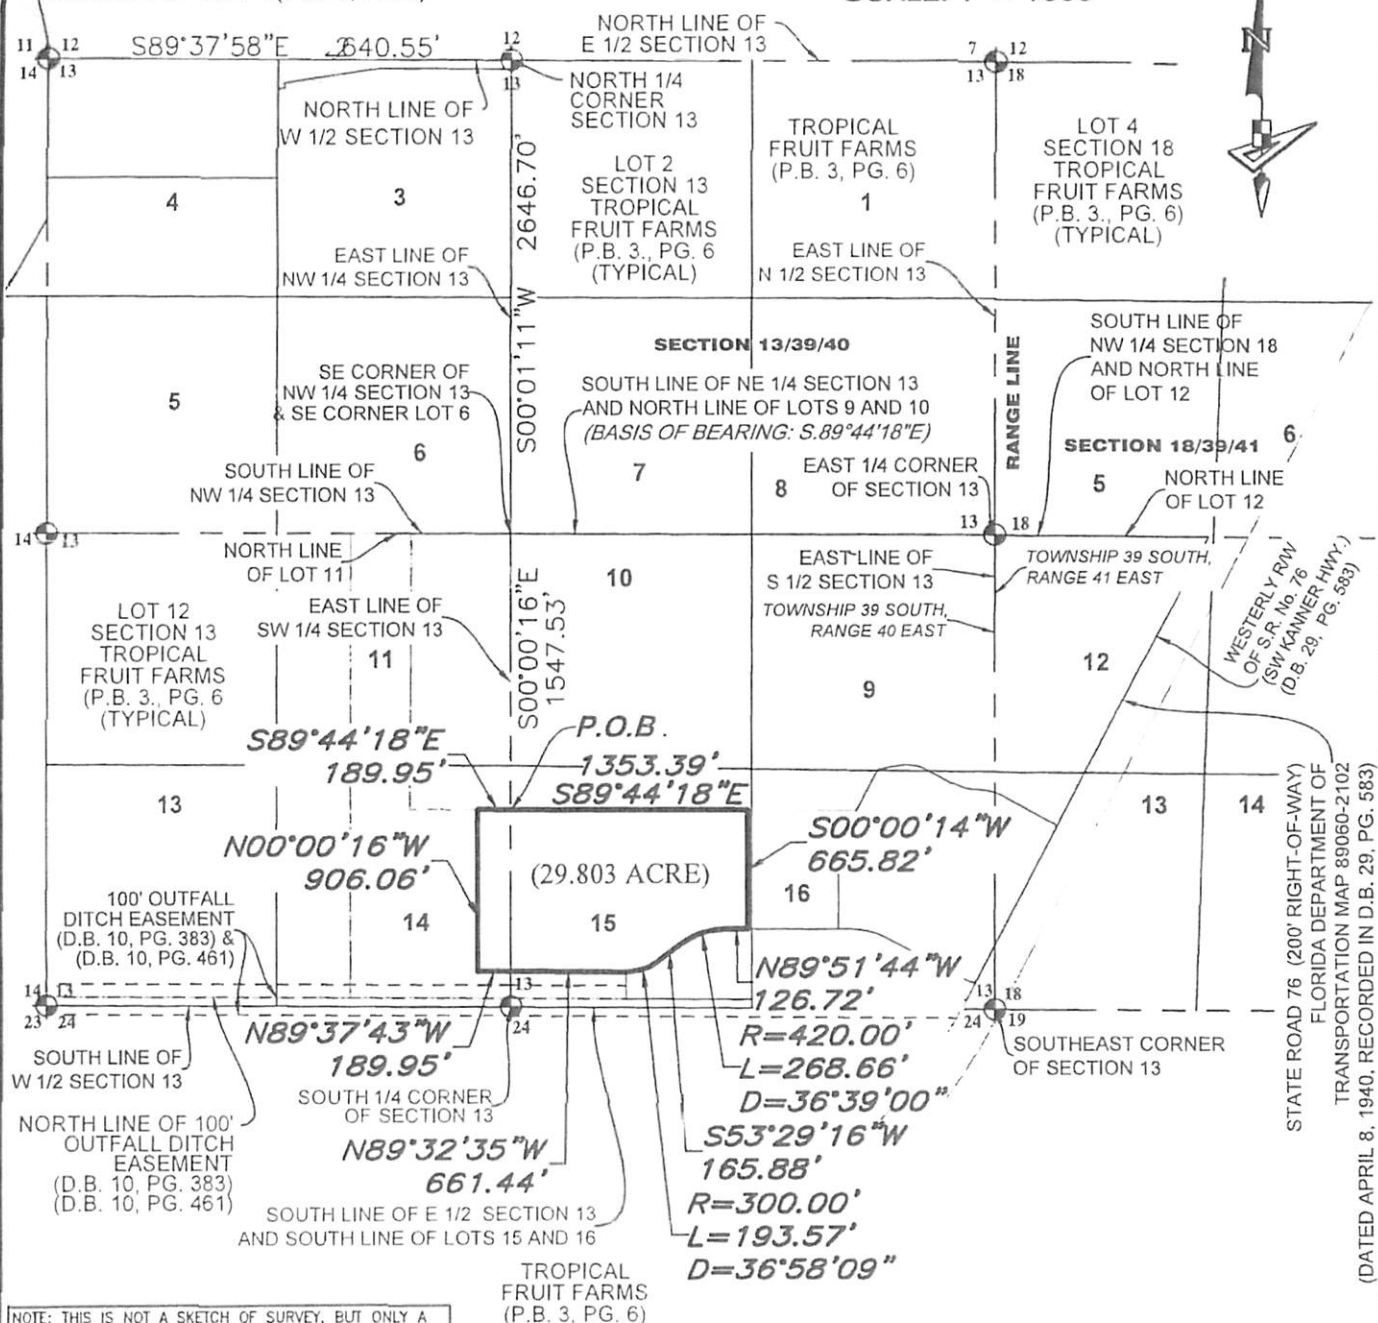 11 12
14 13
S89°37'58"E 2640.55'
12
13
NORTH LINE OF
E 1/2 SECTION 13
7 12
13 18
N
NORTH LINE OF
W 1/2 SECTION 13
NORTH 1/4
CORNER
SECTION 13
TROPICAL
FRUIT FARMS
(P.B. 3, PG. 6)
1
LOT 4
SECTION 18
TROPICAL
FRUIT FARMS
(P.B. 3., PG. 6)
(TYPICAL)
4
3
LOT 2
SECTION 13
TROPICAL
FRUIT FARMS
(P.B. 3., PG. 6
(TYPICAL)
S00°01'11"W 2646.70'
EAST LINE OF
NW 1/4 SECTION 13
EAST LINE OF
N 1/2 SECTION 13
SECTION 13/39/40
RANGE LINE
SOUTH LINE OF
NW 1/4 SECTION 18
AND NORTH LINE
OF LOT 12
5
SE CORNER OF
NW 1/4 SECTION 13
& SE CORNER LOT 6
SOUTH LINE OF NE 1/4 SECTION 13
AND NORTH LINE OF LOTS 9 AND 10
(BASIS OF BEARING: S.89°44'18"E)
SECTION 18/39/41
6
6
7
8
5
SOUTH LINE OF
NW 1/4 SECTION 13
EAST 1/4 CORNER
OF SECTION 13
NORTH LINE
OF LOT 12
14 13
13 18
NORTH LINE
OF LOT 11
10
EAST LINE OF
S 1/2 SECTION 13
TOWNSHIP 39 SOUTH,
RANGE 41 EAST
TOWNSHIP 39 SOUTH,
RANGE 40 EAST
WESTERLY R/W
OF S.R. No. 76
(SW KANNER HWY.)
(D.B. 29, PG. 583)
LOT 12
SECTION 13
TROPICAL
FRUIT FARMS
(P.B. 3., PG. 6
(TYPICAL)
EAST LINE OF
SW 1/4 SECTION 13
11
S00°00'16"E
1547.53'
9
12
S89°44'18"E
189.95'
P.O.B.
1353.39'
S89°44'18"E
13
13
14
N00°00'16"W
906.06'
(29.803 ACRE)
S00°00'14"W
665.82'
16
100' OUTFALL
DITCH EASEMENT
(D.B. 10, PG. 383) &
(D.B. 10, PG. 461)
14
15
14 13
23 24
13
24
13 18
24 19
N89°51'44"W
126.72'
R=420.00'
L=268.66'
D=36°39'00"
SOUTH LINE OF
W 1/2 SECTION 13
N89°37'43"W
189.95'
SOUTH 1/4 CORNER
OF SECTION 13
SOUTHEAST CORNER
OF SECTION 13
NORTH LINE OF 100'
OUTFALL DITCH
EASEMENT
(D.B. 10, PG. 383)
(D.B. 10, PG. 461)
N89°32'35"W
661.44'
S53°29'16"W
165.88'
R=300.00'
L=193.57'
D=36°58'09"
SOUTH LINE OF E 1/2 SECTION 13
AND SOUTH LINE OF LOTS 15 AND 16
TROPICAL
FRUIT FARMS
(P.B. 3, PG. 6)
STATE ROAD 76 (200' RIGHT-OF-WAY)
FLORIDA DEPARTMENT OF
TRANSPORTATION MAP 89060-2102
(DATED APRIL 8, 1940, RECORDED IN D.B. 29, PG. 583)
NOTE: THIS IS NOT A SKETCH OF SURVEY, BUT ONLY A